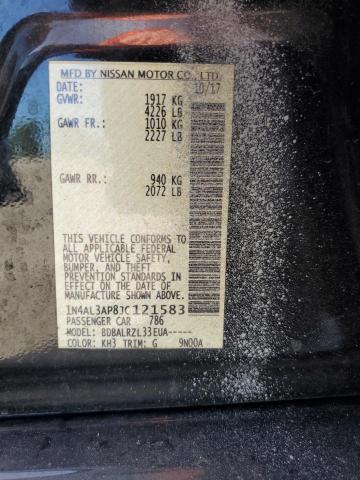 MFD BY NISSAN MOTOR CO., LTD.
DATE: 10/17
GVWR: 1917 KG
4226 LB
GAWR FR.: 1010 KG
2227 LB
GAWR RR.: 940 KG
2072 LB
THIS VEHICLE CONFORMS TO
ALL APPLICABLE FEDERAL
MOTOR VEHICLE SAFETY,
BUMPER, AND THEFT
PREVENTION STANDARDS
IN EFFECT ON THE DATE OF
MANUFACTURE SHOWN ABOVE.
1N4AL3AP8JC121583
PASSENGER CAR 786
MODEL: BDBALRZL33EUA-----
COLOR: KH3 TRIM: G 9N00A